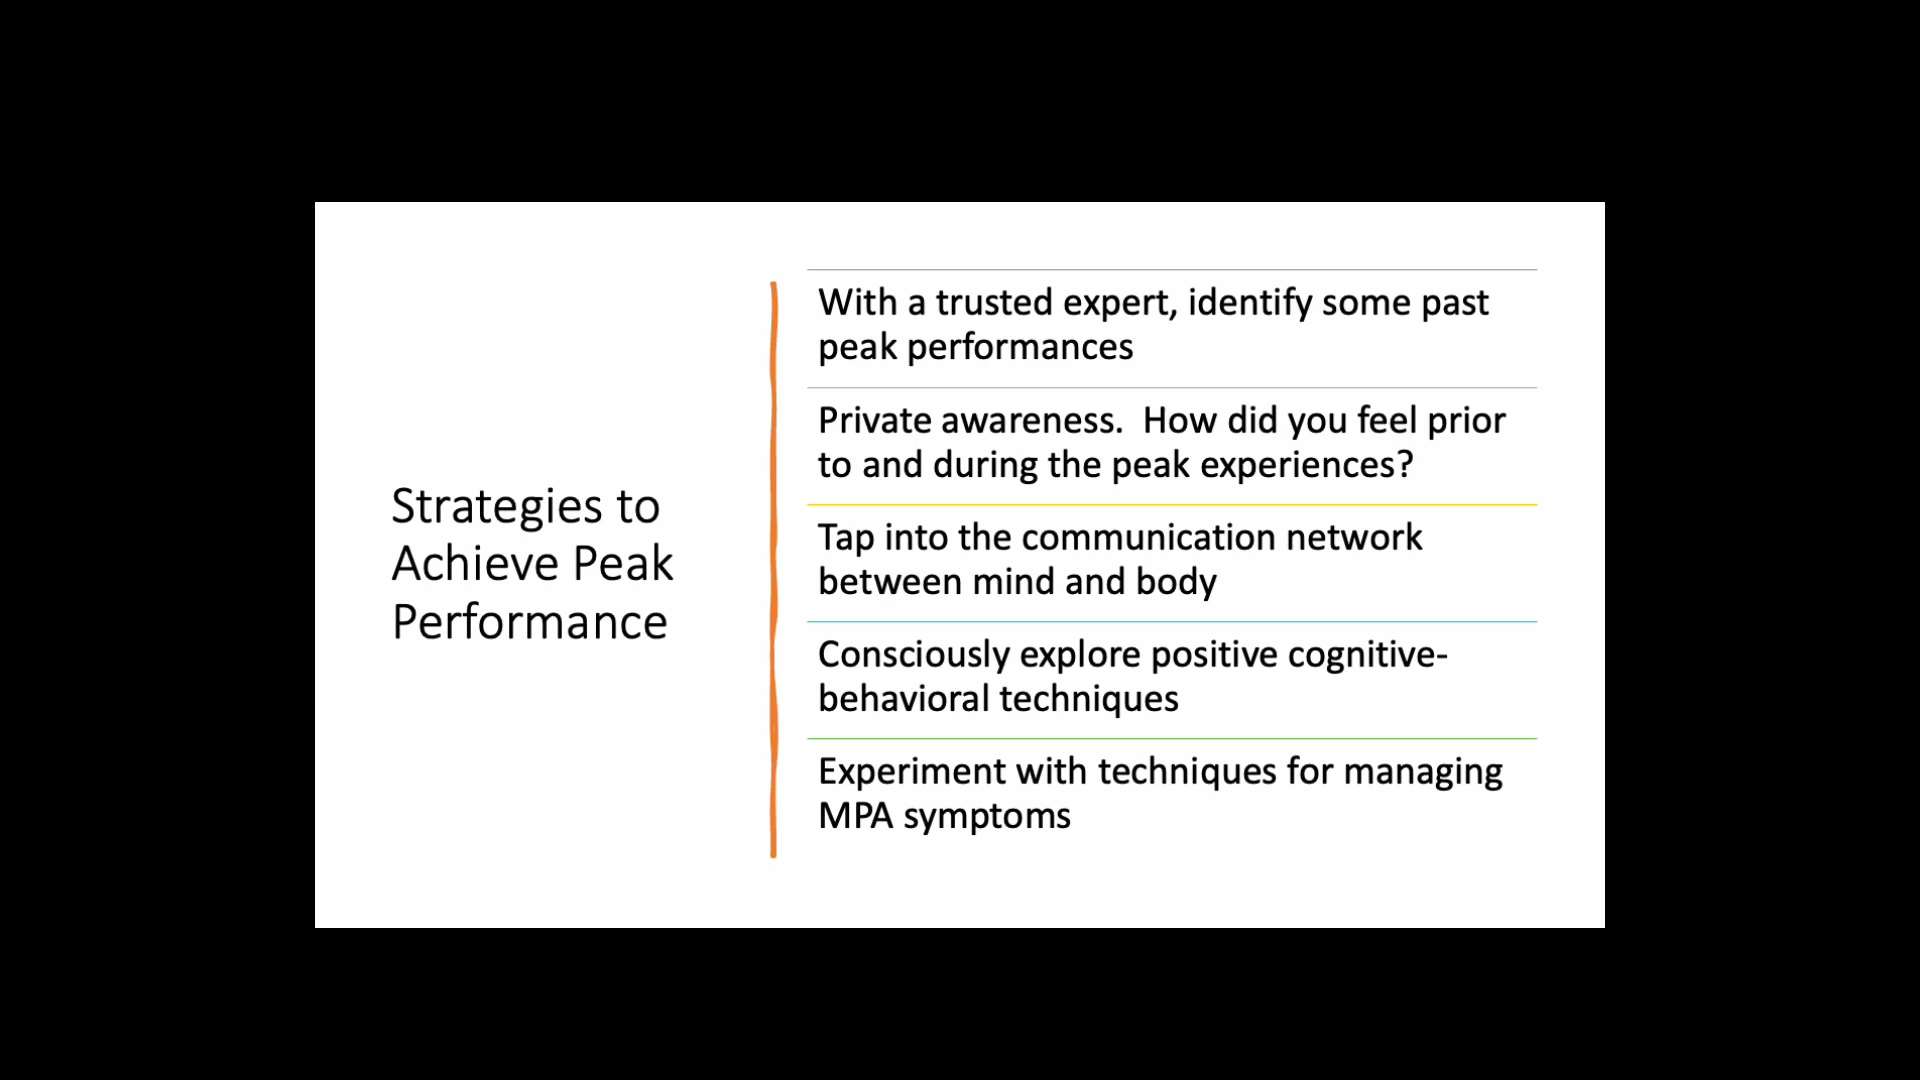 Strategies to
Achieve Peak
Performance
With a trusted expert, identify some past
peak performances
Private awareness.  How did you feel prior
to and during the peak experiences?
Tap into the communication network
between mind and body
Consciously explore positive cognitive-
behavioral techniques
Experiment with techniques for managing
MPA symptoms